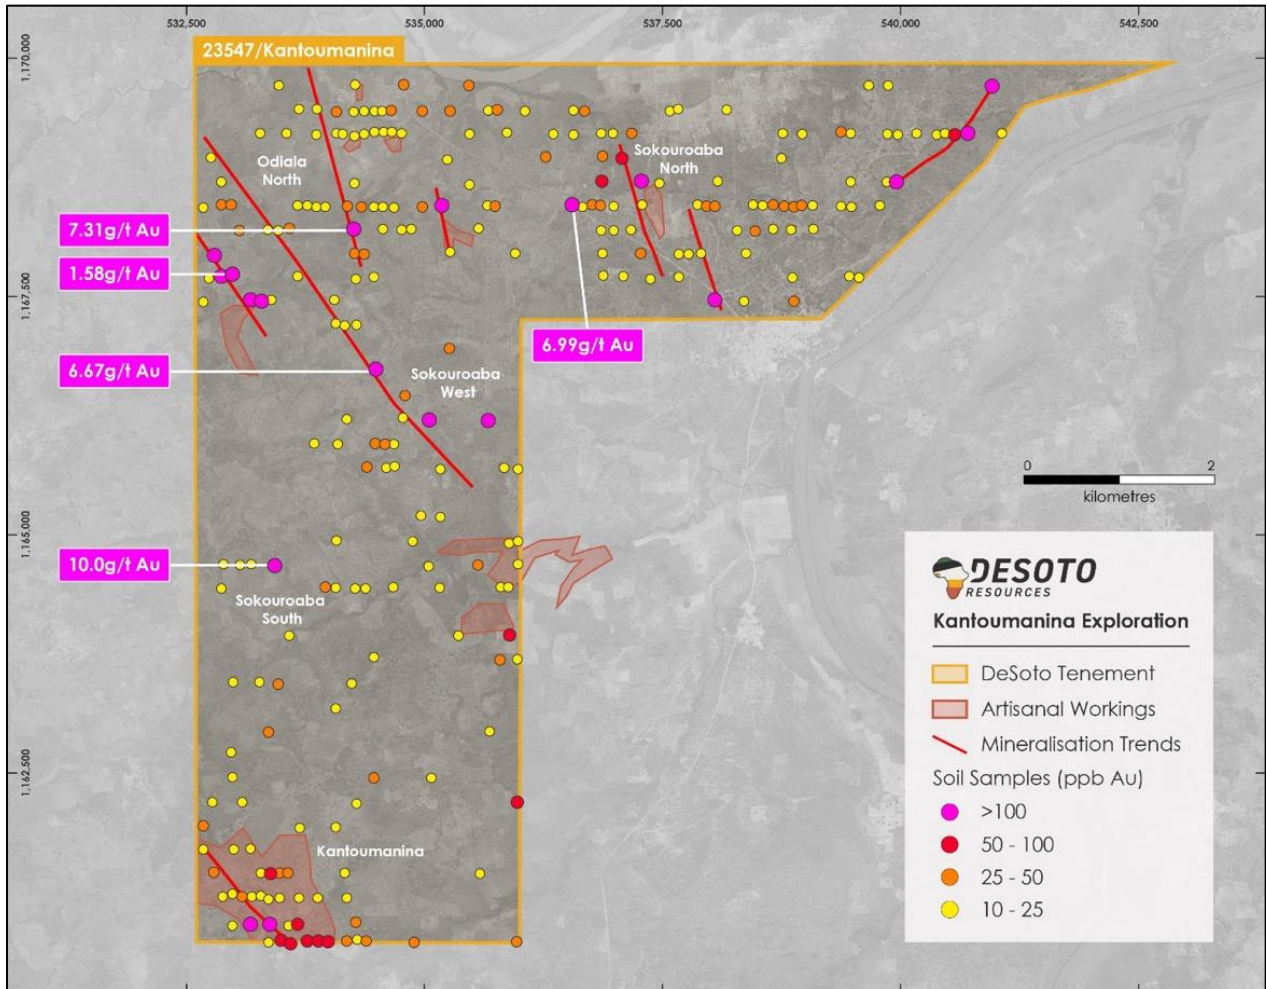 532,500
535,000
537,500
540,000
542,500
1,170,000
1,167,500
1,165,000
1,162,500
23547/Kantoumanina
Odiala
North
Sokouroaba
North
7.31g/t Au
1.58g/t Au
6.99g/t Au
6.67g/t Au
Sokouroaba
West
10.0g/t Au
Sokouroaba
South
Kantoumanina
0
2
kilometres
DESOTO
RESOURCES
Kantoumanina Exploration
DeSoto Tenement
Artisanal Workings
Mineralisation Trends
Soil Samples (ppb Au)
>100
50 - 100
25 - 50
10 - 25